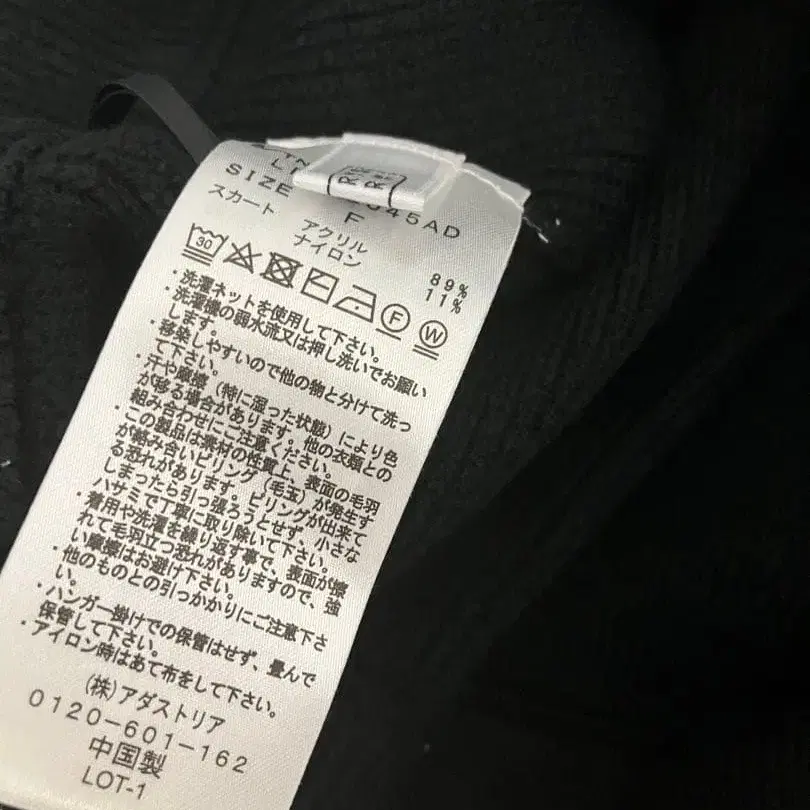 SIZE F
045AD
スカート アクリル 89%
ナイロン 11%
30
F
W
・洗濯ネットを使用して下さい。
・洗濯機の弱水流又は押し洗いでお願い
します。
・移染しやすいので他の物と分けて洗っ
て下さい。
・汗や摩擦(特に湿った状態)により色
が移る場合があります。他の衣類との
組み合わせにご注意ください。
・この製品は素材の性質上、表面の毛羽
が絡み合いピリング(毛玉)が発生す
る恐れがあります。ピリングが出来て
しまったら引っ張ろうとせず、小さな
ハサミで丁寧に取り除いて下さい。
・着用や洗濯を繰り返す事で、表面が擦
れて毛羽立つ恐れがありますので、強
い摩擦はお避け下さい。
・他のものとの引っかかりにご注意下さ
い。
・ハンガー掛けでの保管はせず、畳んで
保管して下さい。
・アイロン時はあて布をして下さい。
(株)アダストリア
0120-601-162
中国製
LOT-1